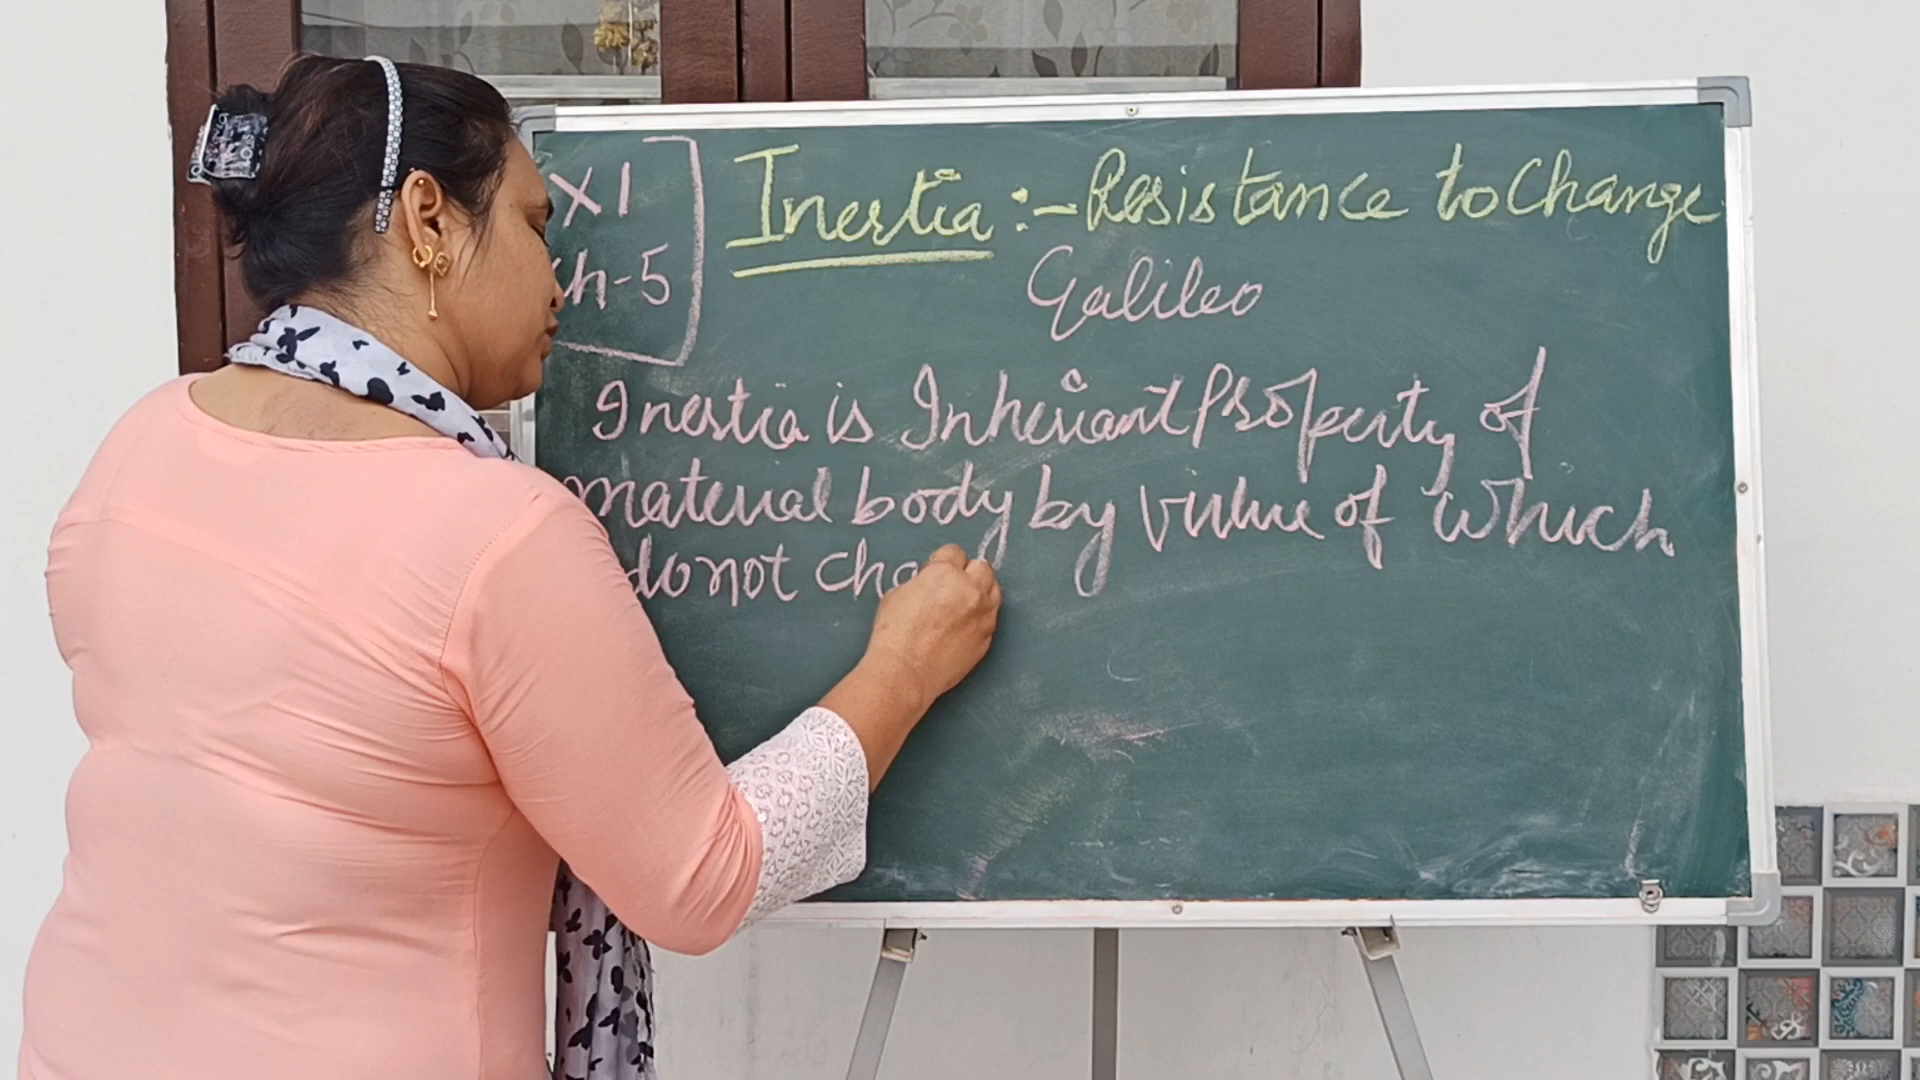 XI
Ch-5
Inertia :- Resistance to Change
Galileo
Inertia is Inheriant Property of
material body by virtue of which
do not cha